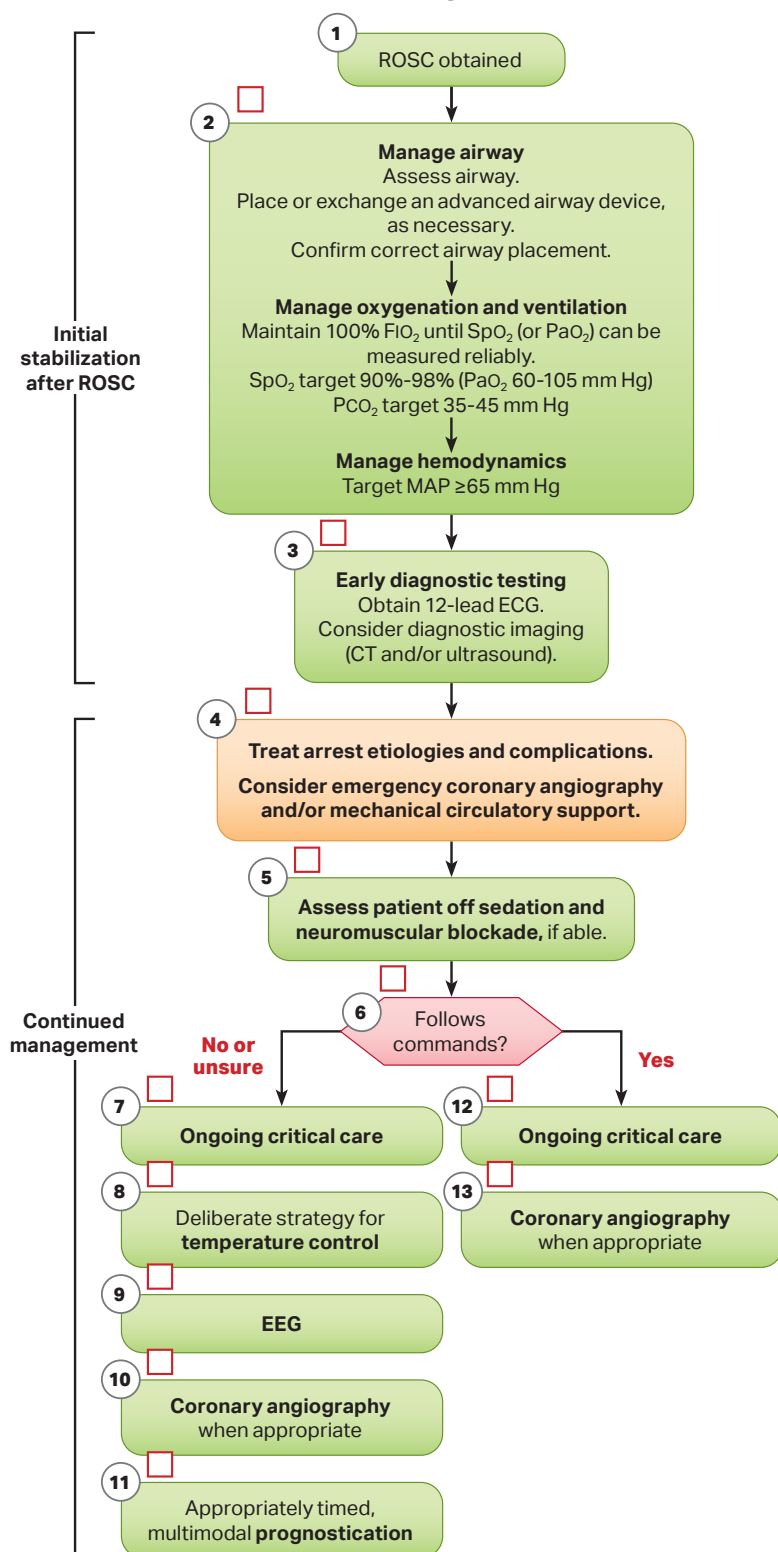 1
ROSC obtained
2
Manage airway
Assess airway.
Place or exchange an advanced airway device,
as necessary.
Confirm correct airway placement.
Manage oxygenation and ventilation
Maintain 100% FIO₂ until SpO₂ (or PaO₂) can be
measured reliably.
SpO₂ target 90%-98% (PaO₂ 60-105 mm Hg)
PCO₂ target 35-45 mm Hg
Manage hemodynamics
Target MAP ≥65 mm Hg
Initial
stabilization
after ROSC
3
Early diagnostic testing
Obtain 12-lead ECG.
Consider diagnostic imaging
(CT and/or ultrasound).
4
Treat arrest etiologies and complications.
Consider emergency coronary angiography
and/or mechanical circulatory support.
5
Assess patient off sedation and
neuromuscular blockade, if able.
Continued
management
6
Follows
commands?
No or
unsure
Yes
7
Ongoing critical care
8
Deliberate strategy for
temperature control
9
EEG
10
Coronary angiography
when appropriate
11
Appropriately timed,
multimodal prognostication
12
Ongoing critical care
13
Coronary angiography
when appropriate